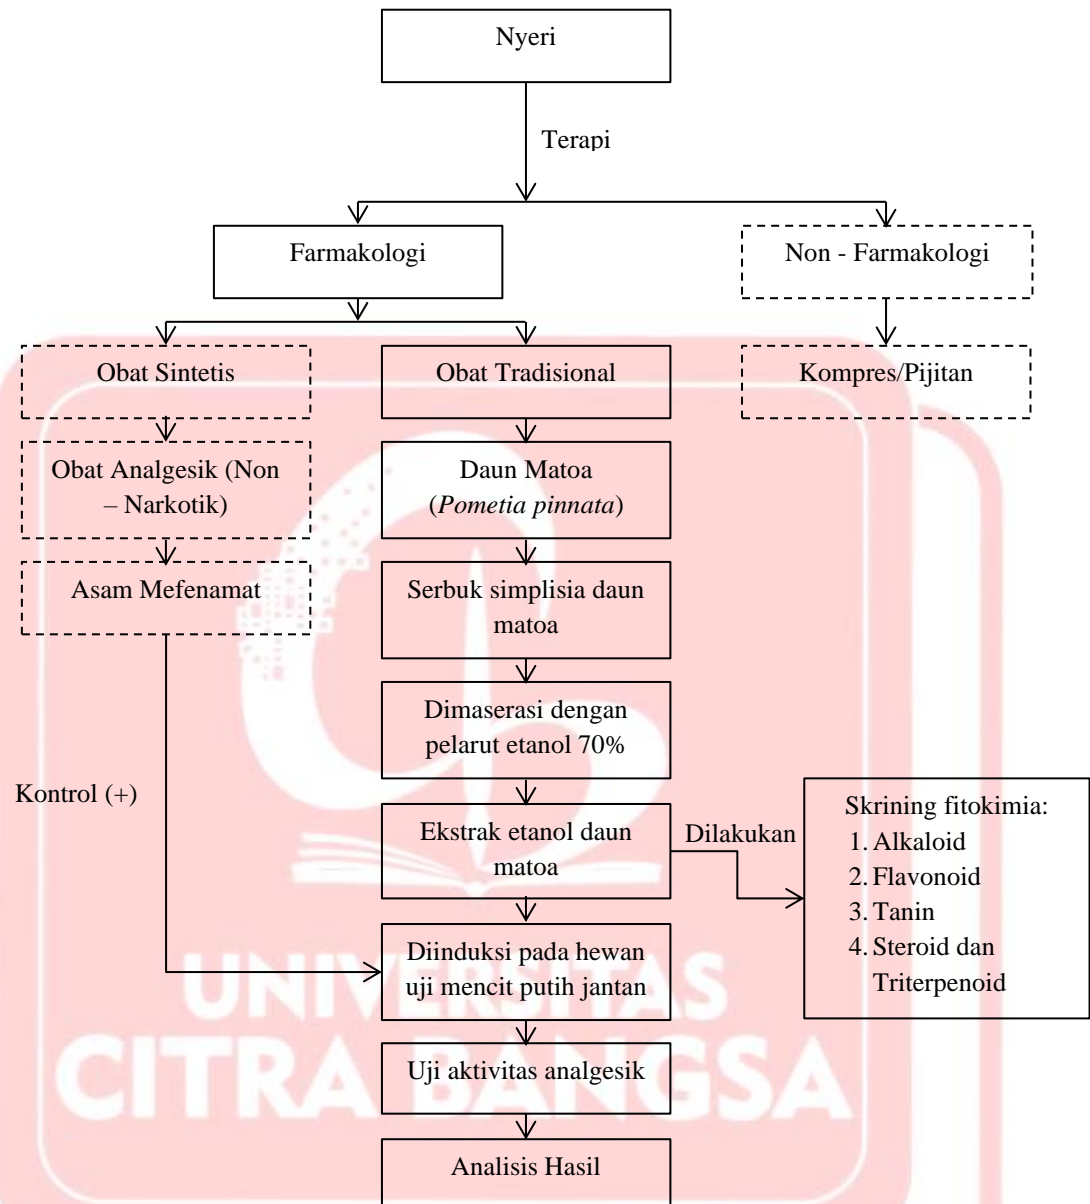 Nyeri
Terapi
Farmakologi
Non - Farmakologi
Obat Sintetis
Obat Tradisional
Kompres/Pijitan
Obat Analgesik (Non
– Narkotik)
Daun Matoa
(Pometia pinnata)
Asam Mefenamat
Serbuk simplisia daun
matoa
Dimaserasi dengan
pelarut etanol 70%
Kontrol (+)
Ekstrak etanol daun
matoa
Dilakukan
Skrining fitokimia:
1. Alkaloid
2. Flavonoid
3. Tanin
4. Steroid dan
Triterpenoid
Diinduksi pada hewan
uji mencit putih jantan
Uji aktivitas analgesik
Analisis Hasil
UNIVERSITAS
CITRA BANGSA